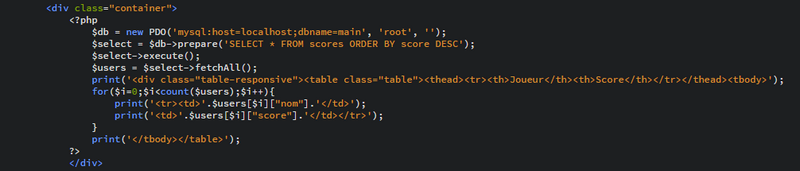 <div class="container">
<?php
$db = new PDO('mysql:host=localhost;dbname=main', 'root', '');
$select = $db->prepare('SELECT * FROM scores ORDER BY score DESC');
$select->execute();
$users = $select->fetchAll();
print('<div class="table-responsive"><table class="table"><thead><tr><th>Joueur</th><th>Score</th></tr></thead><tbody>');
for($i=0;$i<count($users);$i++){
print('<tr><td>'.$users[$i]["nom"].'</td>');
print('<td>'.$users[$i]["score"].'</td></tr>');
}
print('</tbody></table>');
?>
</div>